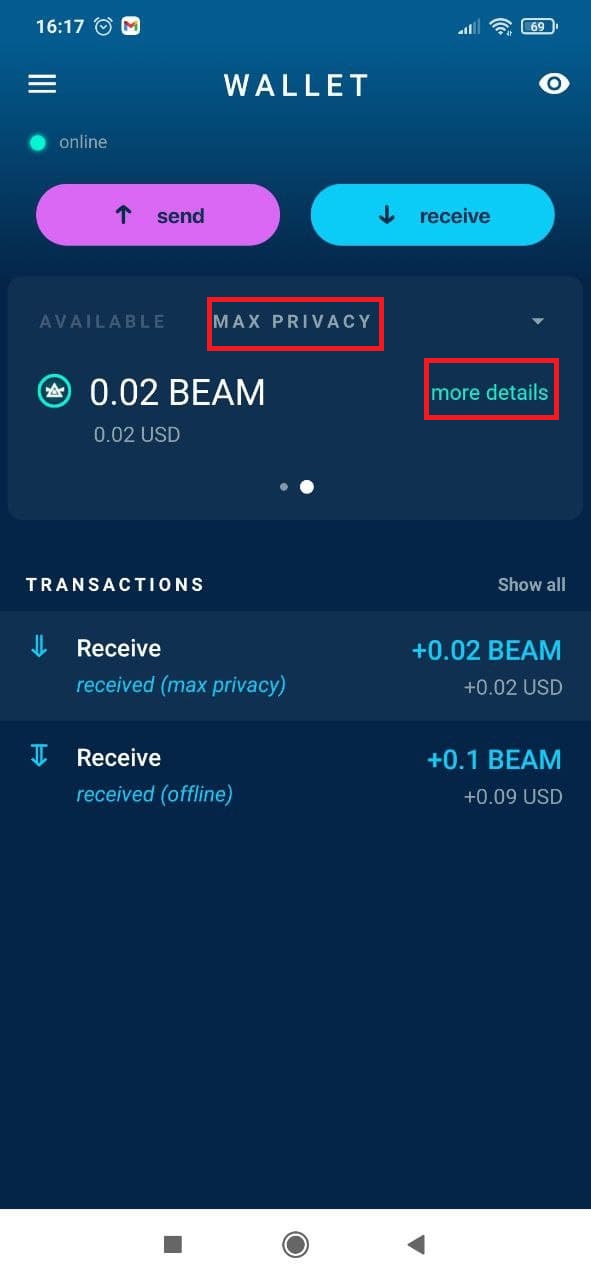 16:17 69
WALLET
online
send receive
AVAILABLE MAX PRIVACY
0.02 BEAM more details
0.02 USD
TRANSACTIONS Show all
Receive +0.02 BEAM
received (max privacy) +0.02 USD
Receive +0.1 BEAM
received (offline) +0.09 USD